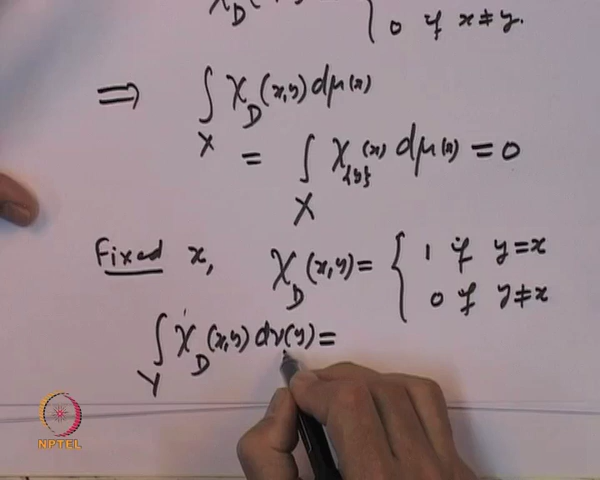 χ_D(
0 if x≠y.
⟹ ∫_X χ_D(x,y) dμ(x)
= ∫_X χ_{y}(x) dμ(x) = 0
Fixed x, χ_D(x,y) = { 1 if y=x
0 if y≠x
∫_Y χ_D(x,y) dν(y) =
NPTEL